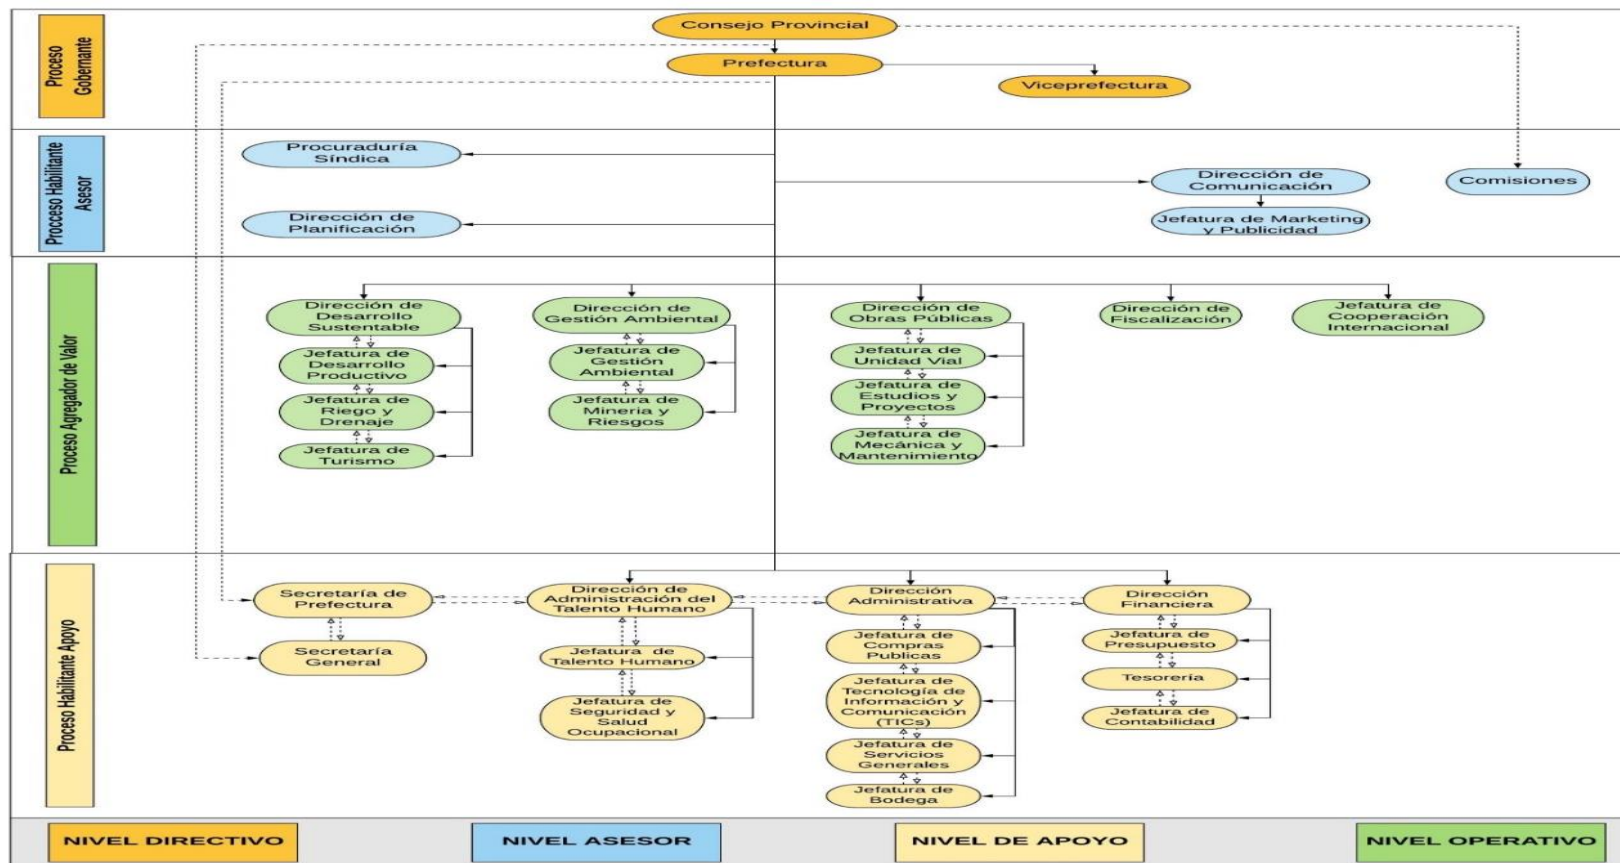 Proceso
Gobernante
Consejo Provincial
Prefectura
Viceprefectura
Procceso Habilitante
Asesor
Procuraduría
Síndica
Dirección de
Planificación
Dirección de
Comunicación
Jefatura de Marketing
y Publicidad
Comisiones
Proceso Agregador de Valor
Dirección de
Desarrollo
Sustentable
Jefatura de
Desarrollo
Productivo
Jefatura de
Riego y
Drenaje
Jefatura de
Turismo
Dirección de
Gestión Ambiental
Jefatura de
Gestión
Ambiental
Jefatura de
Mineria y
Riesgos
Dirección de
Obras Públicas
Jefatura de
Unidad Vial
Jefatura de
Estudios y
Proyectos
Jefatura de
Mecánica y
Mantenimiento
Dirección de
Fiscalización
Jefatura de
Cooperación
Internacional
Proceso Habilitante Apoyo
Secretaría de
Prefectura
Secretaría
General
Dirección de
Administración del
Talento Humano
Jefatura de
Talento Humano
Jefatura de
Seguridad y
Salud
Ocupacional
Dirección
Administrativa
Jefatura de
Compras
Publicas
Jefatura de
Tecnología de
Información y
Comunicación
(TICs)
Jefatura de
Servicios
Generales
Jefatura de
Bodega
Dirección
Financiera
Jefatura de
Presupuesto
Tesorería
Jefatura de
Contabilidad
NIVEL DIRECTIVO
NIVEL ASESOR
NIVEL DE APOYO
NIVEL OPERATIVO